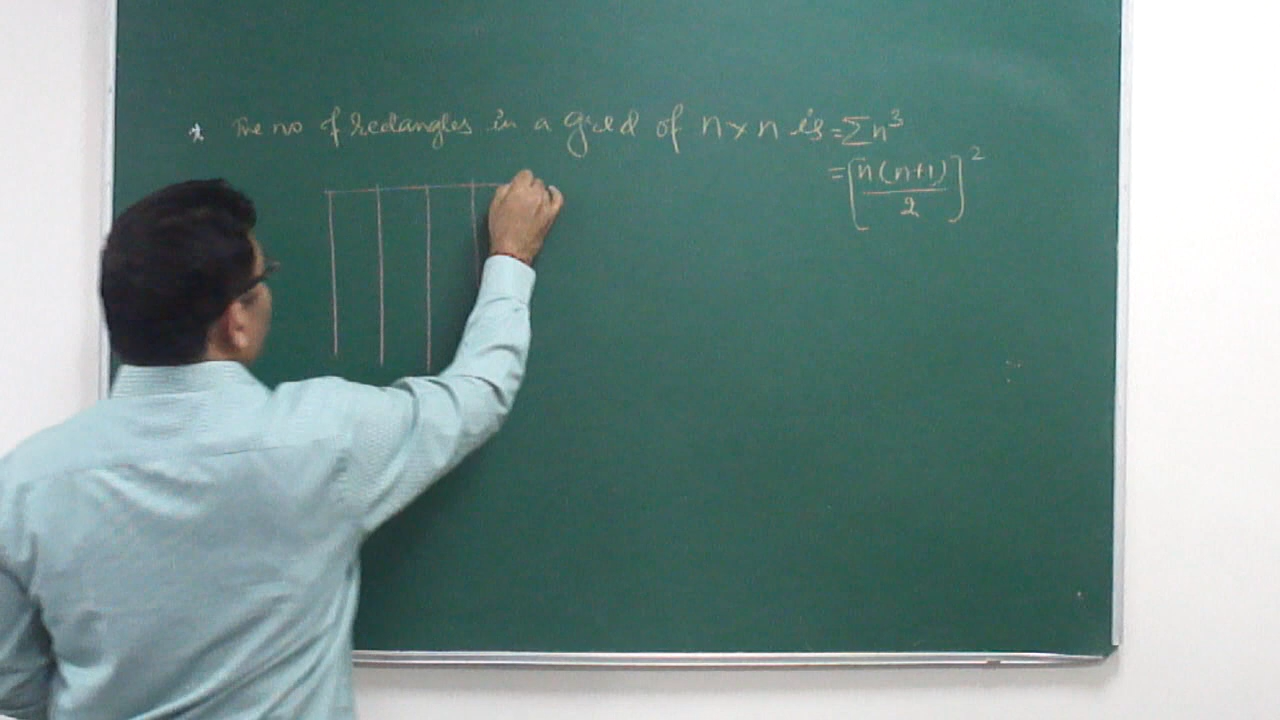 * The no of rectangles in a grid of n × n is = Σn³
= [n(n+1)/2]²